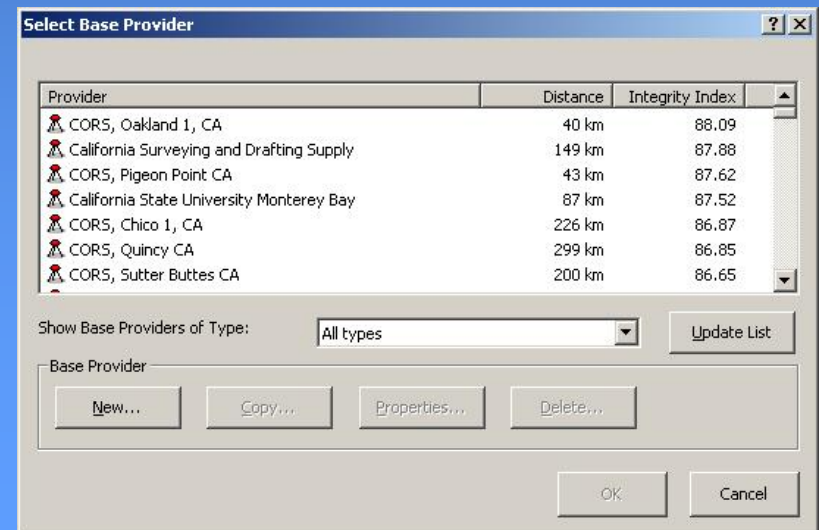 Select Base Provider
Provider Distance Integrity Index
CORS, Oakland 1, CA 40 km 88.09
California Surveying and Drafting Supply 149 km 87.88
CORS, Pigeon Point CA 43 km 87.62
California State University Monterey Bay 87 km 87.52
CORS, Chico 1, CA 226 km 86.87
CORS, Quincy CA 299 km 86.85
CORS, Sutter Buttes CA 200 km 86.65
Show Base Providers of Type: All types Update List
Base Provider
New... Copy... Properties... Delete...
OK Cancel